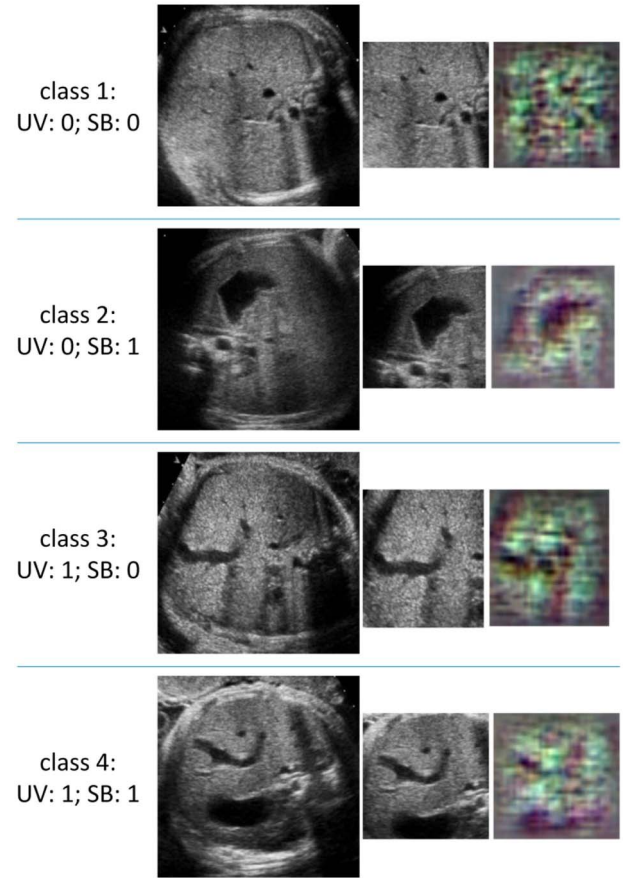 class 1:
UV: 0; SB: 0
class 2:
UV: 0; SB: 1
class 3:
UV: 1; SB: 0
class 4:
UV: 1; SB: 1